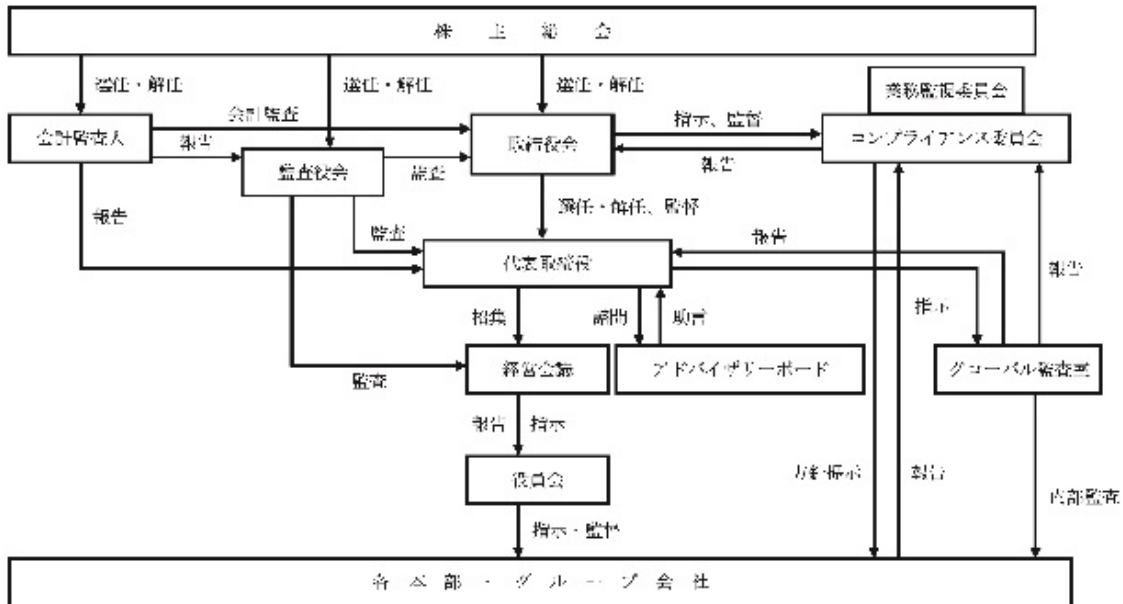 株主総会
選任・解任
選任・解任
選任・解任
業務監視委員会
会計監査人
会計監査
取締役会
指示、監督
コンプライアンス委員会
報告
監査役会
監査
報告
報告
監査
選任・解任、監督
代表取締役
報告
報告
招集
諮問
助言
指示
監査
経営会議
アドバイザリーボード
グローバル監査室
報告
指示
役員会
方針提示
報告
内部監査
指示・監督
各本部・グループ会社